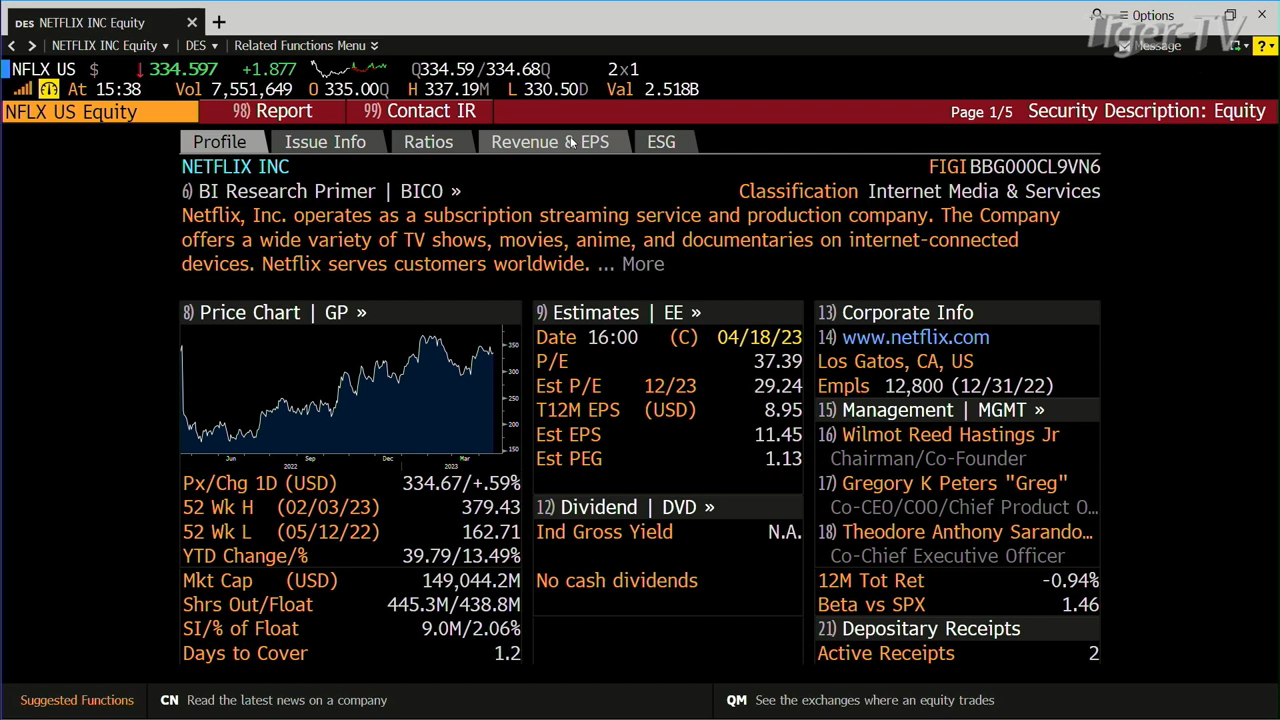 DES NETFLIX INC Equity
Options
NETFLIX INC Equity DES Related Functions Menu Message
NFLX US $ 334.597 +1.877 Q334.59/334.68Q 2x1
At 15:38 Vol 7,551,649 O 335.00Q H 337.19M L 330.50D Val 2.518B
NFLX US Equity 98) Report 99) Contact IR Page 1/5 Security Description: Equity
Profile Issue Info Ratios Revenue & EPS ESG
NETFLIX INC FIGI BBG000CL9VN6
6) BI Research Primer | BICO » Classification Internet Media & Services
Netflix, Inc. operates as a subscription streaming service and production company. The Company
offers a wide variety of TV shows, movies, anime, and documentaries on internet-connected
devices. Netflix serves customers worldwide. ... More
8) Price Chart | GP »
350
300
250
200
150
Jun Sep Dec Mar
2022 2023
Px/Chg 1D (USD) 334.67/+.59%
52 Wk H (02/03/23) 379.43
52 Wk L (05/12/22) 162.71
YTD Change/% 39.79/13.49%
Mkt Cap (USD) 149,044.2M
Shrs Out/Float 445.3M/438.8M
SI/% of Float 9.0M/2.06%
Days to Cover 1.2
9) Estimates | EE »
Date 16:00 (C) 04/18/23
P/E 37.39
Est P/E 12/23 29.24
T12M EPS (USD) 8.95
Est EPS 11.45
Est PEG 1.13
12) Dividend | DVD »
Ind Gross Yield N.A.
No cash dividends
13) Corporate Info
14) www.netflix.com
Los Gatos, CA, US
Empls 12,800 (12/31/22)
15) Management | MGMT »
16) Wilmot Reed Hastings Jr
Chairman/Co-Founder
17) Gregory K Peters "Greg"
Co-CEO/COO/Chief Product O...
18) Theodore Anthony Sarando...
Co-Chief Executive Officer
12M Tot Ret -0.94%
Beta vs SPX 1.46
21) Depositary Receipts
Active Receipts 2
Suggested Functions CN Read the latest news on a company QM See the exchanges where an equity trades
Tiger-TV